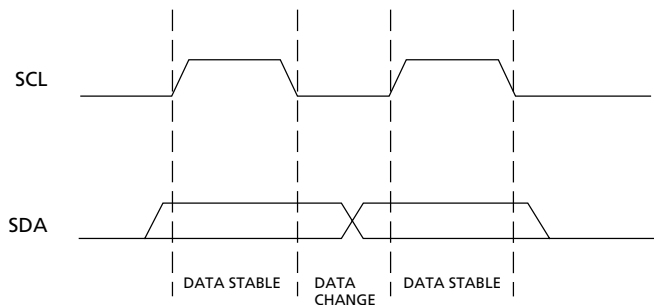 SCL
SDA
DATA STABLE
DATA
CHANGE
DATA STABLE